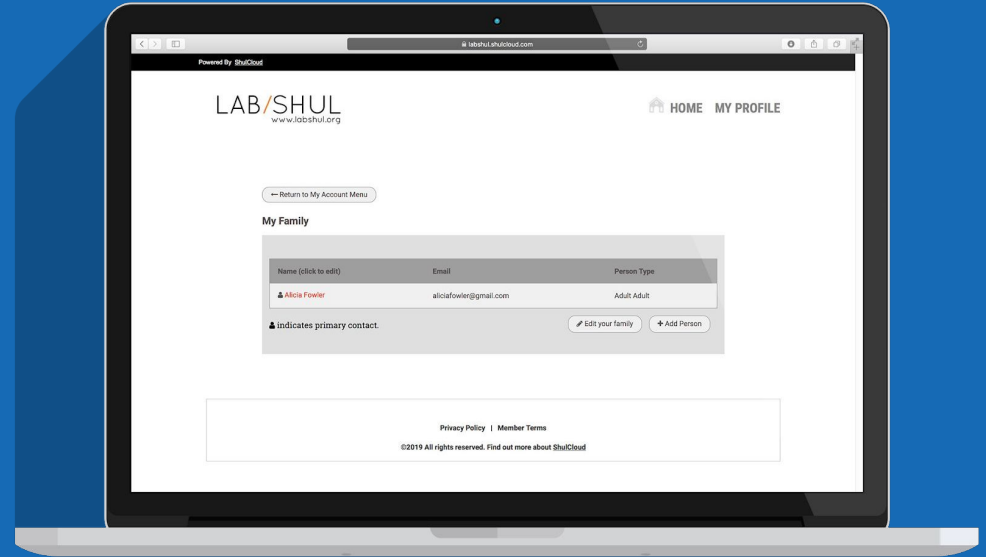 labshul.shulcloud.com
Powered By ShulCloud
LAB/SHUL
www.labshul.org
HOME MY PROFILE
← Return to My Account Menu
My Family
Name (click to edit) Email Person Type
Alicia Fowler aliciafowler@gmail.com Adult Adult
indicates primary contact.
Edit your family + Add Person
Privacy Policy | Member Terms
©2019 All rights reserved. Find out more about ShulCloud